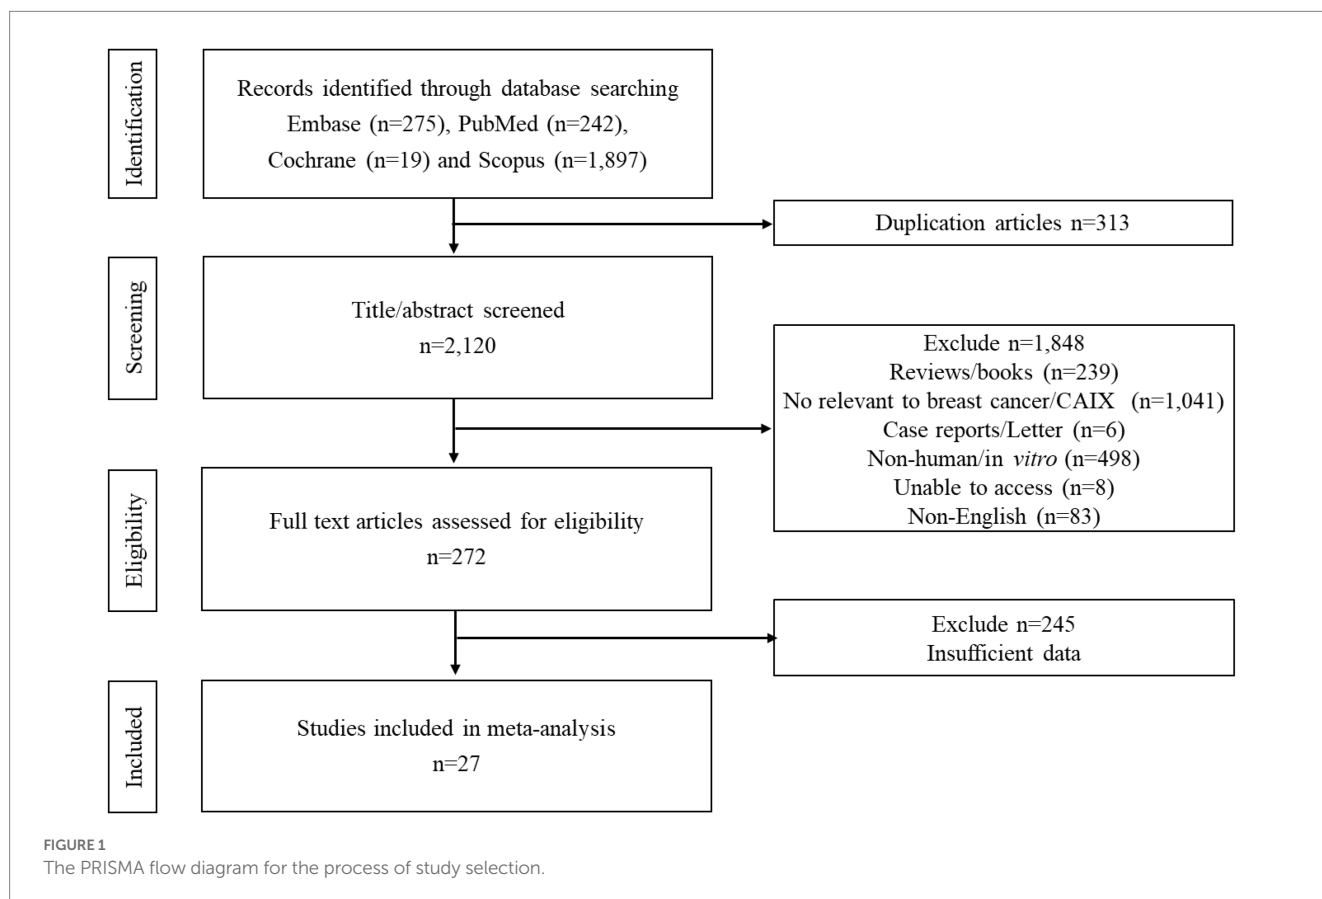 Identification
Records identified through database searching
Embase (n=275), PubMed (n=242),
Cochrane (n=19) and Scopus (n=1,897)
Duplication articles n=313
Screening
Title/abstract screened
n=2,120
Exclude n=1,848
Reviews/books (n=239)
No relevant to breast cancer/CAIX (n=1,041)
Case reports/Letter (n=6)
Non-human/in vitro (n=498)
Unable to access (n=8)
Non-English (n=83)
Eligibility
Full text articles assessed for eligibility
n=272
Exclude n=245
Insufficient data
Included
Studies included in meta-analysis
n=27
FIGURE 1
The PRISMA flow diagram for the process of study selection.